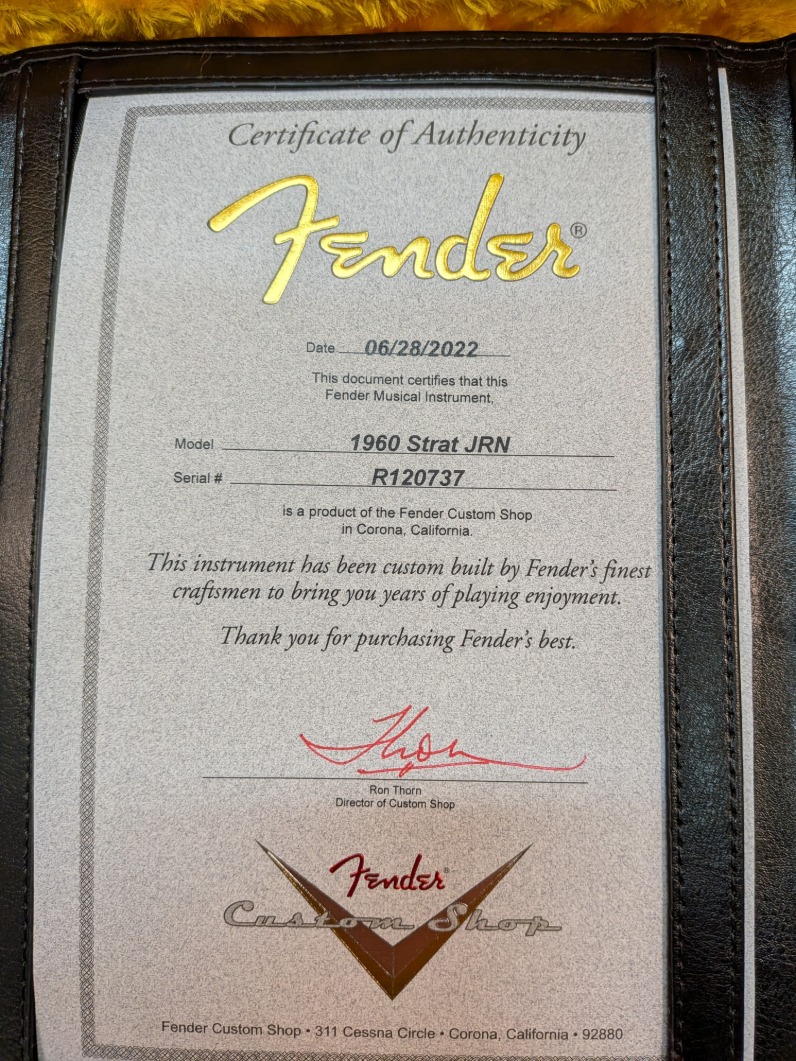 Certificate of Authenticity
Fender®
Date 06/28/2022
This document certifies that this
Fender Musical Instrument,
Model 1960 Strat JRN
Serial # R120737
is a product of the Fender Custom Shop
in Corona, California.
This instrument has been custom built by Fender's finest
craftsmen to bring you years of playing enjoyment.
Thank you for purchasing Fender's best.
Thorn
Ron Thorn
Director of Custom Shop
Fender
Custom Shop
Fender Custom Shop • 311 Cessna Circle • Corona, California • 92880